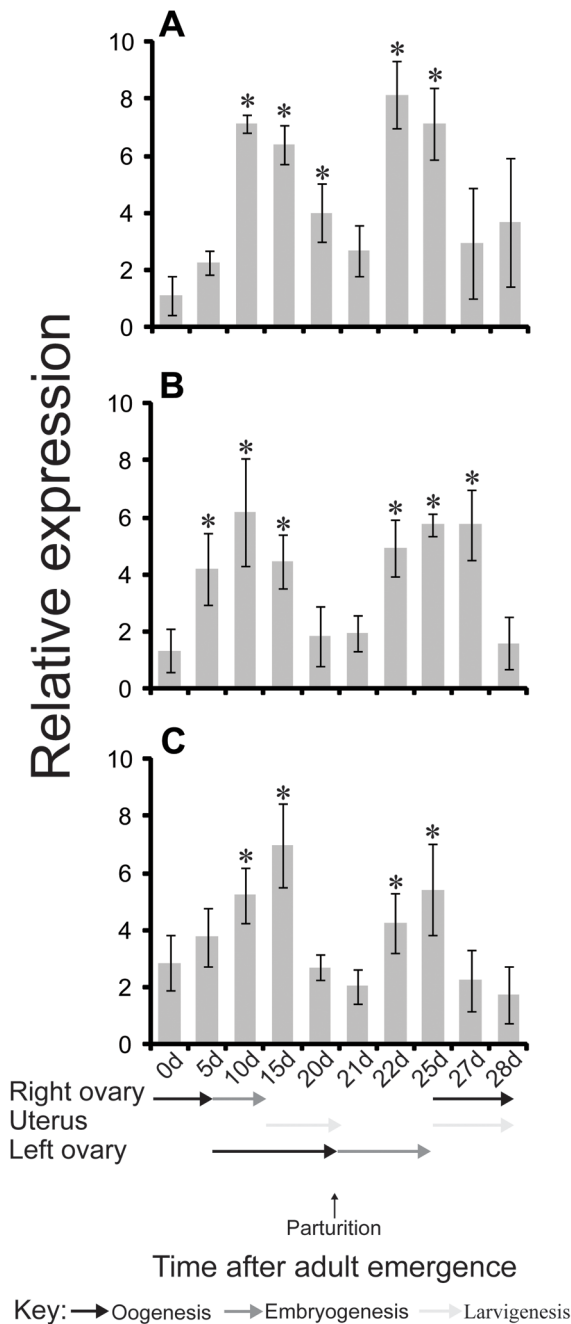 A
10
8
6
4
2
0
* * * * *
B
10
8
6
4
2
0
* * * * * *
C
10
8
6
4
2
0
* * * *
Relative expression
0d 5d 10d 15d 20d 21d 22d 25d 27d 28d
Right ovary
Uterus
Left ovary
Parturition
Time after adult emergence
Key: Oogenesis Embryogenesis Larvigenesis